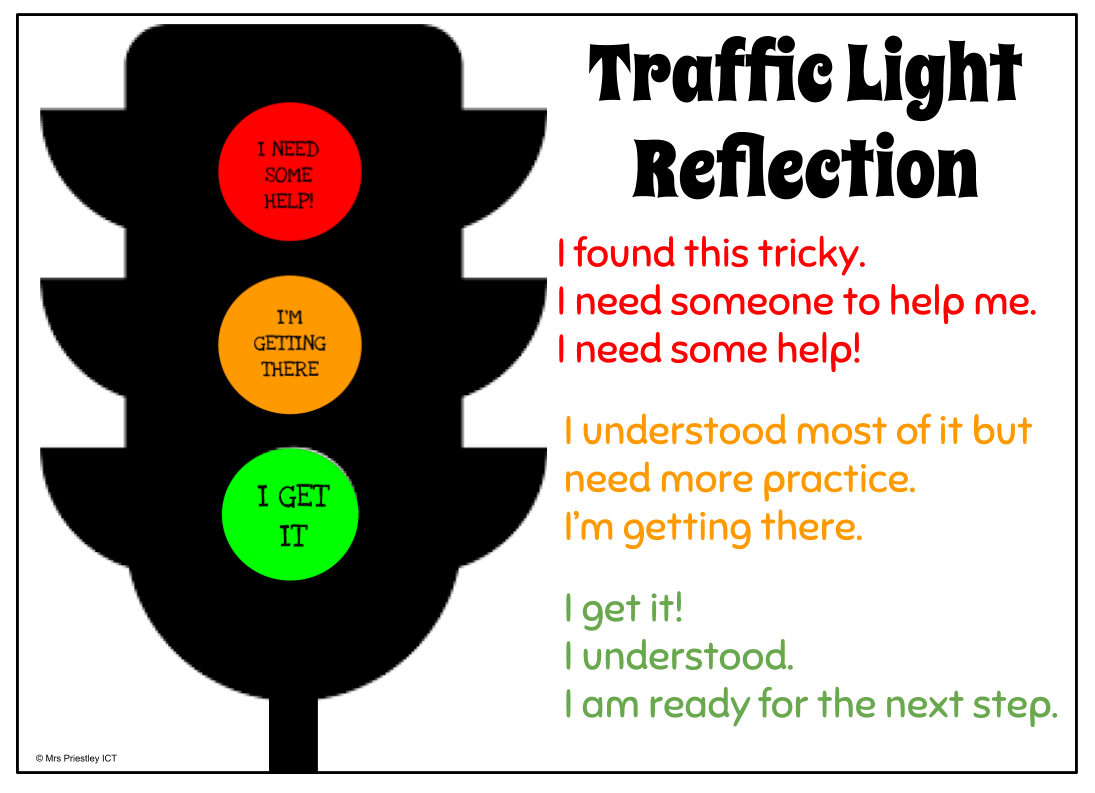 Traffic Light
Reflection
I NEED
SOME
HELP!
I'M
GETTING
THERE
I GET
IT
I found this tricky.
I need someone to help me.
I need some help!
I understood most of it but
need more practice.
I’m getting there.
I get it!
I understood.
I am ready for the next step.
© Mrs Priestley ICT